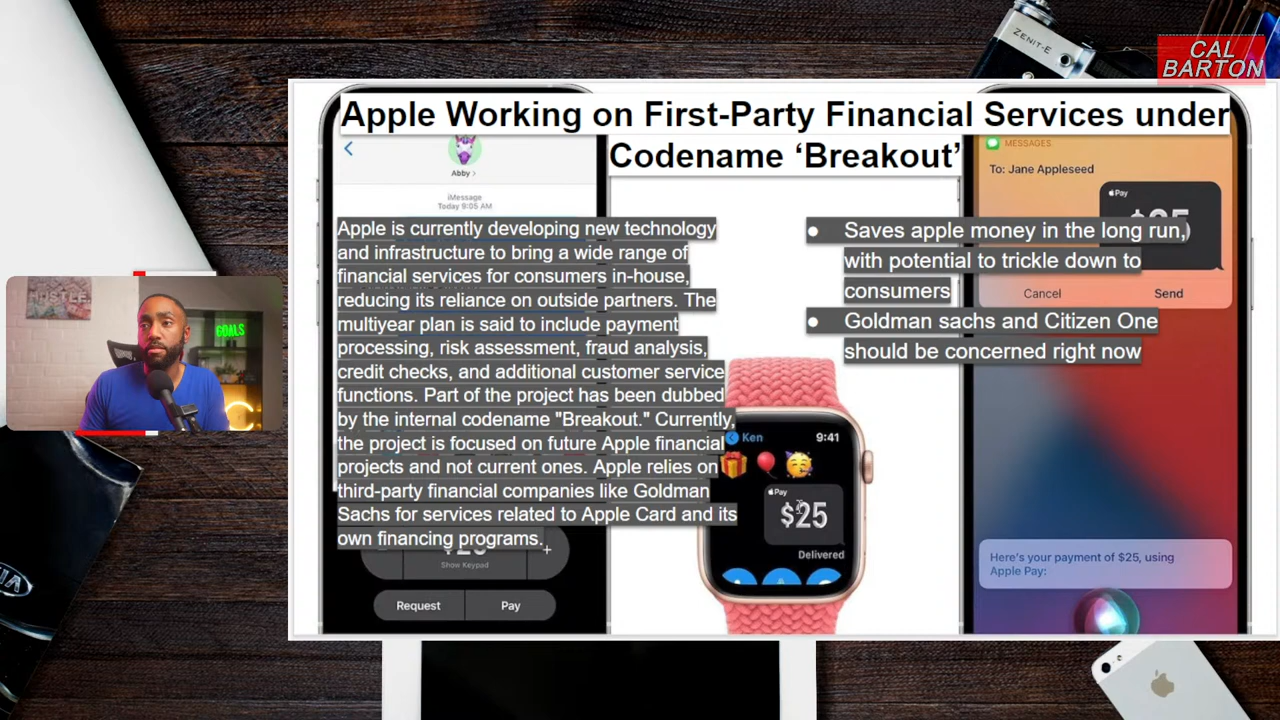 ZENIT-E
CAL
BARTON
Apple Working on First-Party Financial Services under
Codename ‘Breakout’
Abby >
iMessage
Today 9:05 AM
MESSAGES
To: Jane Appleseed
Pay
Cancel
Send
Apple is currently developing new technology
and infrastructure to bring a wide range of
financial services for consumers in-house,
reducing its reliance on outside partners. The
multiyear plan is said to include payment
processing, risk assessment, fraud analysis,
credit checks, and additional customer service
functions. Part of the project has been dubbed
by the internal codename "Breakout." Currently,
the project is focused on future Apple financial
projects and not current ones. Apple relies on
third-party financial companies like Goldman
Sachs for services related to Apple Card and its
own financing programs.
● Saves apple money in the long run,
with potential to trickle down to
consumers
● Goldman sachs and Citizen One
should be concerned right now
HUSTLE.
GOALS
Ken
9:41
Pay
$25
Delivered
+
Show Keypad
Request
Pay
Here's your payment of $25, using
Apple Pay:
KIA